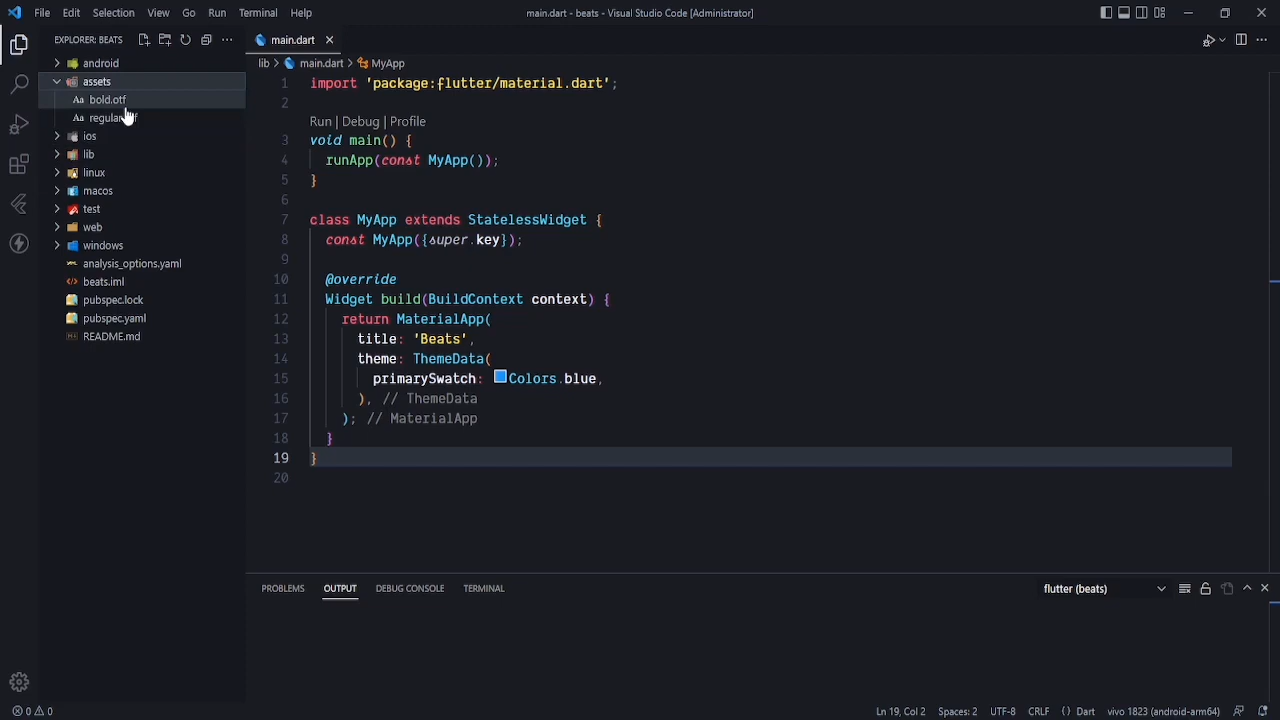 File Edit Selection View Go Run Terminal Help
main.dart - beats - Visual Studio Code [Administrator]
EXPLORER: BEATS
android
assets
Aa bold.otf
Aa
ios
lib
linux
macos
test
web
windows
analysis_options.yaml
beats.iml
pubspec.lock
pubspec.yaml
README.md
main.dart
lib > main.dart > MyApp
1 import 'package:flutter/material.dart';
2
Run | Debug | Profile
3 void main() {
4 runApp(const MyApp());
5 }
6
7 class MyApp extends StatelessWidget {
8 const MyApp({super.key});
9
10 @override
11 Widget build(BuildContext context) {
12 return MaterialApp(
13 title: 'Beats',
14 theme: ThemeData(
15 primarySwatch: Colors.blue,
16 ), // ThemeData
17 ); // MaterialApp
18 }
19 }
20
PROBLEMS OUTPUT DEBUG CONSOLE TERMINAL
flutter (beats)
0 0
Ln 19, Col 2 Spaces: 2 UTF-8 CRLF {} Dart vivo 1823 (android-arm64)